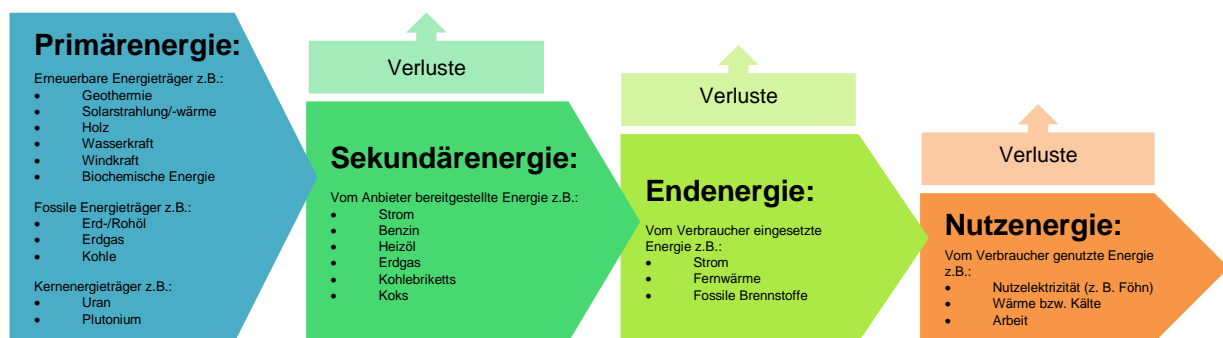 Primärenergie:
Erneuerbare Energieträger z.B.:
• Geothermie
• Solarstrahlung/-wärme
• Holz
• Wasserkraft
• Windkraft
• Biochemische Energie
Fossile Energieträger z.B.:
• Erd-/Rohöl
• Erdgas
• Kohle
Kernenergieträger z.B.:
• Uran
• Plutonium
Verluste
Sekundärenergie:
Vom Anbieter bereitgestellte Energie z.B.:
• Strom
• Benzin
• Heizöl
• Erdgas
• Kohlebriketts
• Koks
Verluste
Endenergie:
Vom Verbraucher eingesetzte
Energie z.B.:
• Strom
• Fernwärme
• Fossile Brennstoffe
Verluste
Nutzenergie:
Vom Verbraucher genutzte Energie
z.B.:
• Nutzelektrizität (z. B. Föhn)
• Wärme bzw. Kälte
• Arbeit